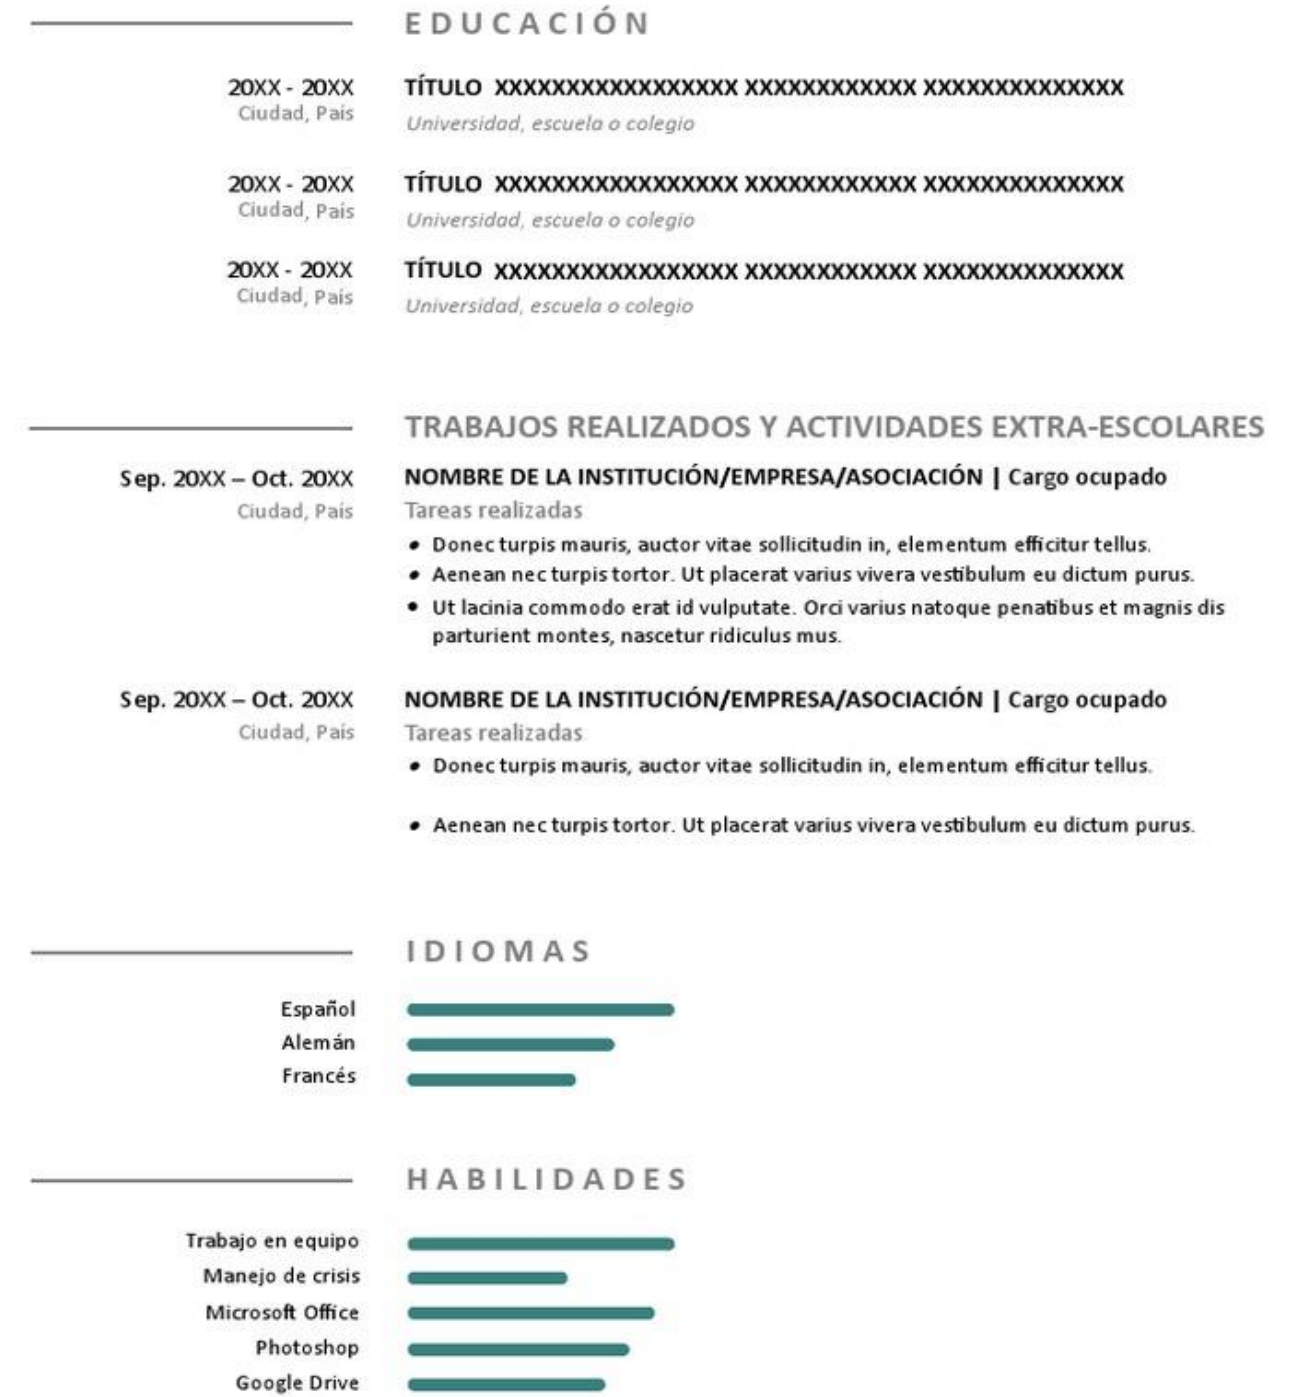 EDUCACIÓN
20XX - 20XX
Ciudad, País
TÍTULO XXXXXXXXXXXXXXXXX XXXXXXXXXXXX XXXXXXXXXXXXXX
Universidad, escuela o colegio
20XX - 20XX
Ciudad, País
TÍTULO XXXXXXXXXXXXXXXXX XXXXXXXXXXXX XXXXXXXXXXXXXX
Universidad, escuela o colegio
20XX - 20XX
Ciudad, País
TÍTULO XXXXXXXXXXXXXXXXX XXXXXXXXXXXX XXXXXXXXXXXXXX
Universidad, escuela o colegio
TRABAJOS REALIZADOS Y ACTIVIDADES EXTRA-ESCOLARES
Sep. 20XX – Oct. 20XX
Ciudad, País
NOMBRE DE LA INSTITUCIÓN/EMPRESA/ASOCIACIÓN | Cargo ocupado
Tareas realizadas
• Donec turpis mauris, auctor vitae sollicitudin in, elementum efficitur tellus.
• Aenean nec turpis tortor. Ut placerat varius vivera vestibulum eu dictum purus.
• Ut lacinia commodo erat id vulputate. Orci varius natoque penatibus et magnis dis
parturient montes, nascetur ridiculus mus.
Sep. 20XX – Oct. 20XX
Ciudad, País
NOMBRE DE LA INSTITUCIÓN/EMPRESA/ASOCIACIÓN | Cargo ocupado
Tareas realizadas
• Donec turpis mauris, auctor vitae sollicitudin in, elementum efficitur tellus.
• Aenean nec turpis tortor. Ut placerat varius vivera vestibulum eu dictum purus.
IDIOMAS
Español
Alemán
Francés
HABILIDADES
Trabajo en equipo
Manejo de crisis
Microsoft Office
Photoshop
Google Drive